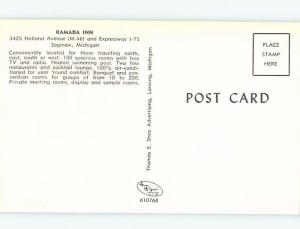 RAMADA INN
3425 Holland Avenue (M-46) and Expressway I-75
Saginaw, Michigan
Conveniently located for those traveling north,
east, south or west. 100 spacious rooms with free
TV and radio. Heated swimming pool. Two fine
restaurants and cocktail lounge, 100% air-condi-
tioned for year 'round comfort. Banquet and con-
vention rooms for groups of from 10 to 250.
Private meeting rooms, display and sample rooms.
Thomas E. Shoo Advertising, Lansing, Michigan
PLACE
STAMP
HERE
POST CARD
61076B